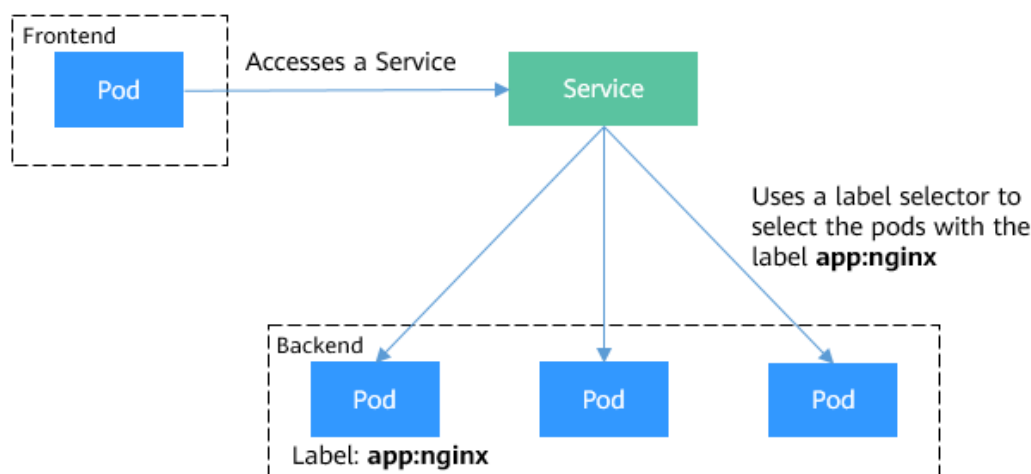 Frontend
Pod
Accesses a Service
Service
Uses a label selector to
select the pods with the
label app:nginx
Backend
Pod
Pod
Pod
Label: app:nginx